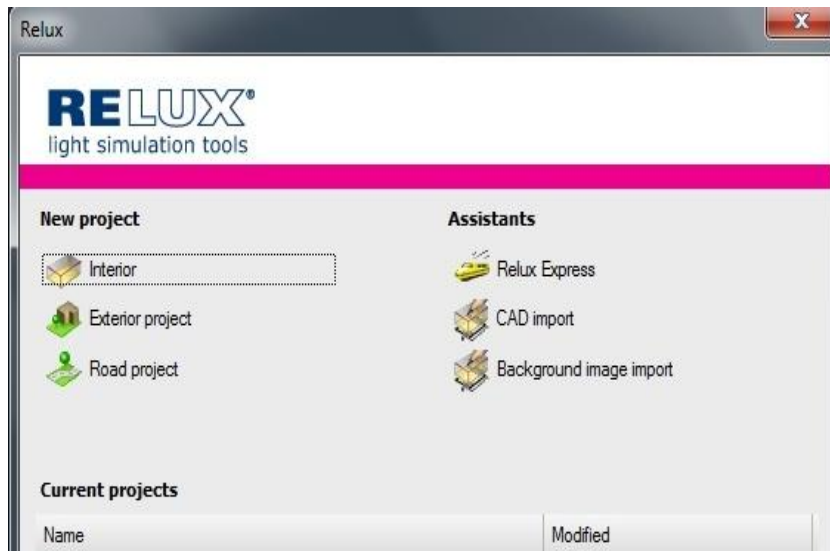 Relux
RELUX®
light simulation tools
New project
Interior
Exterior project
Road project
Assistants
Relux Express
CAD import
Background image import
Current projects
Name Modified